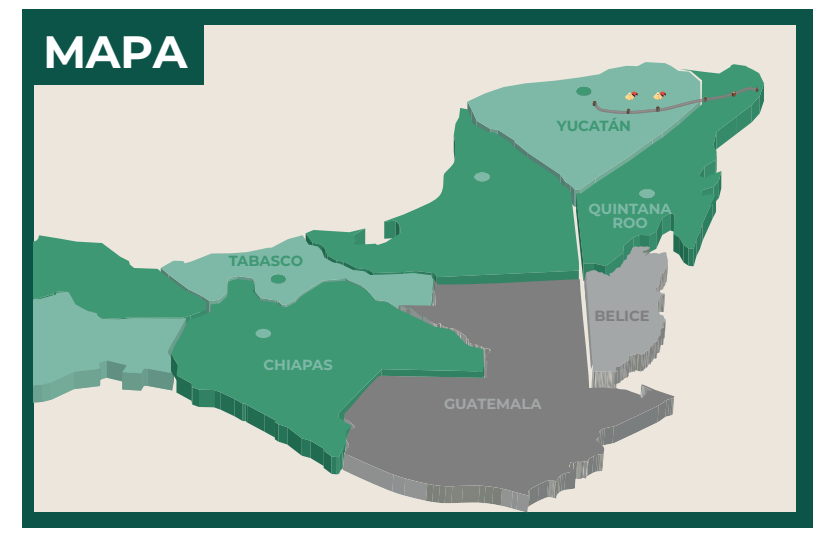 MAPA
YUCATÁN
QUINTANA
ROO
TABASCO
BELICE
CHIAPAS
GUATEMALA